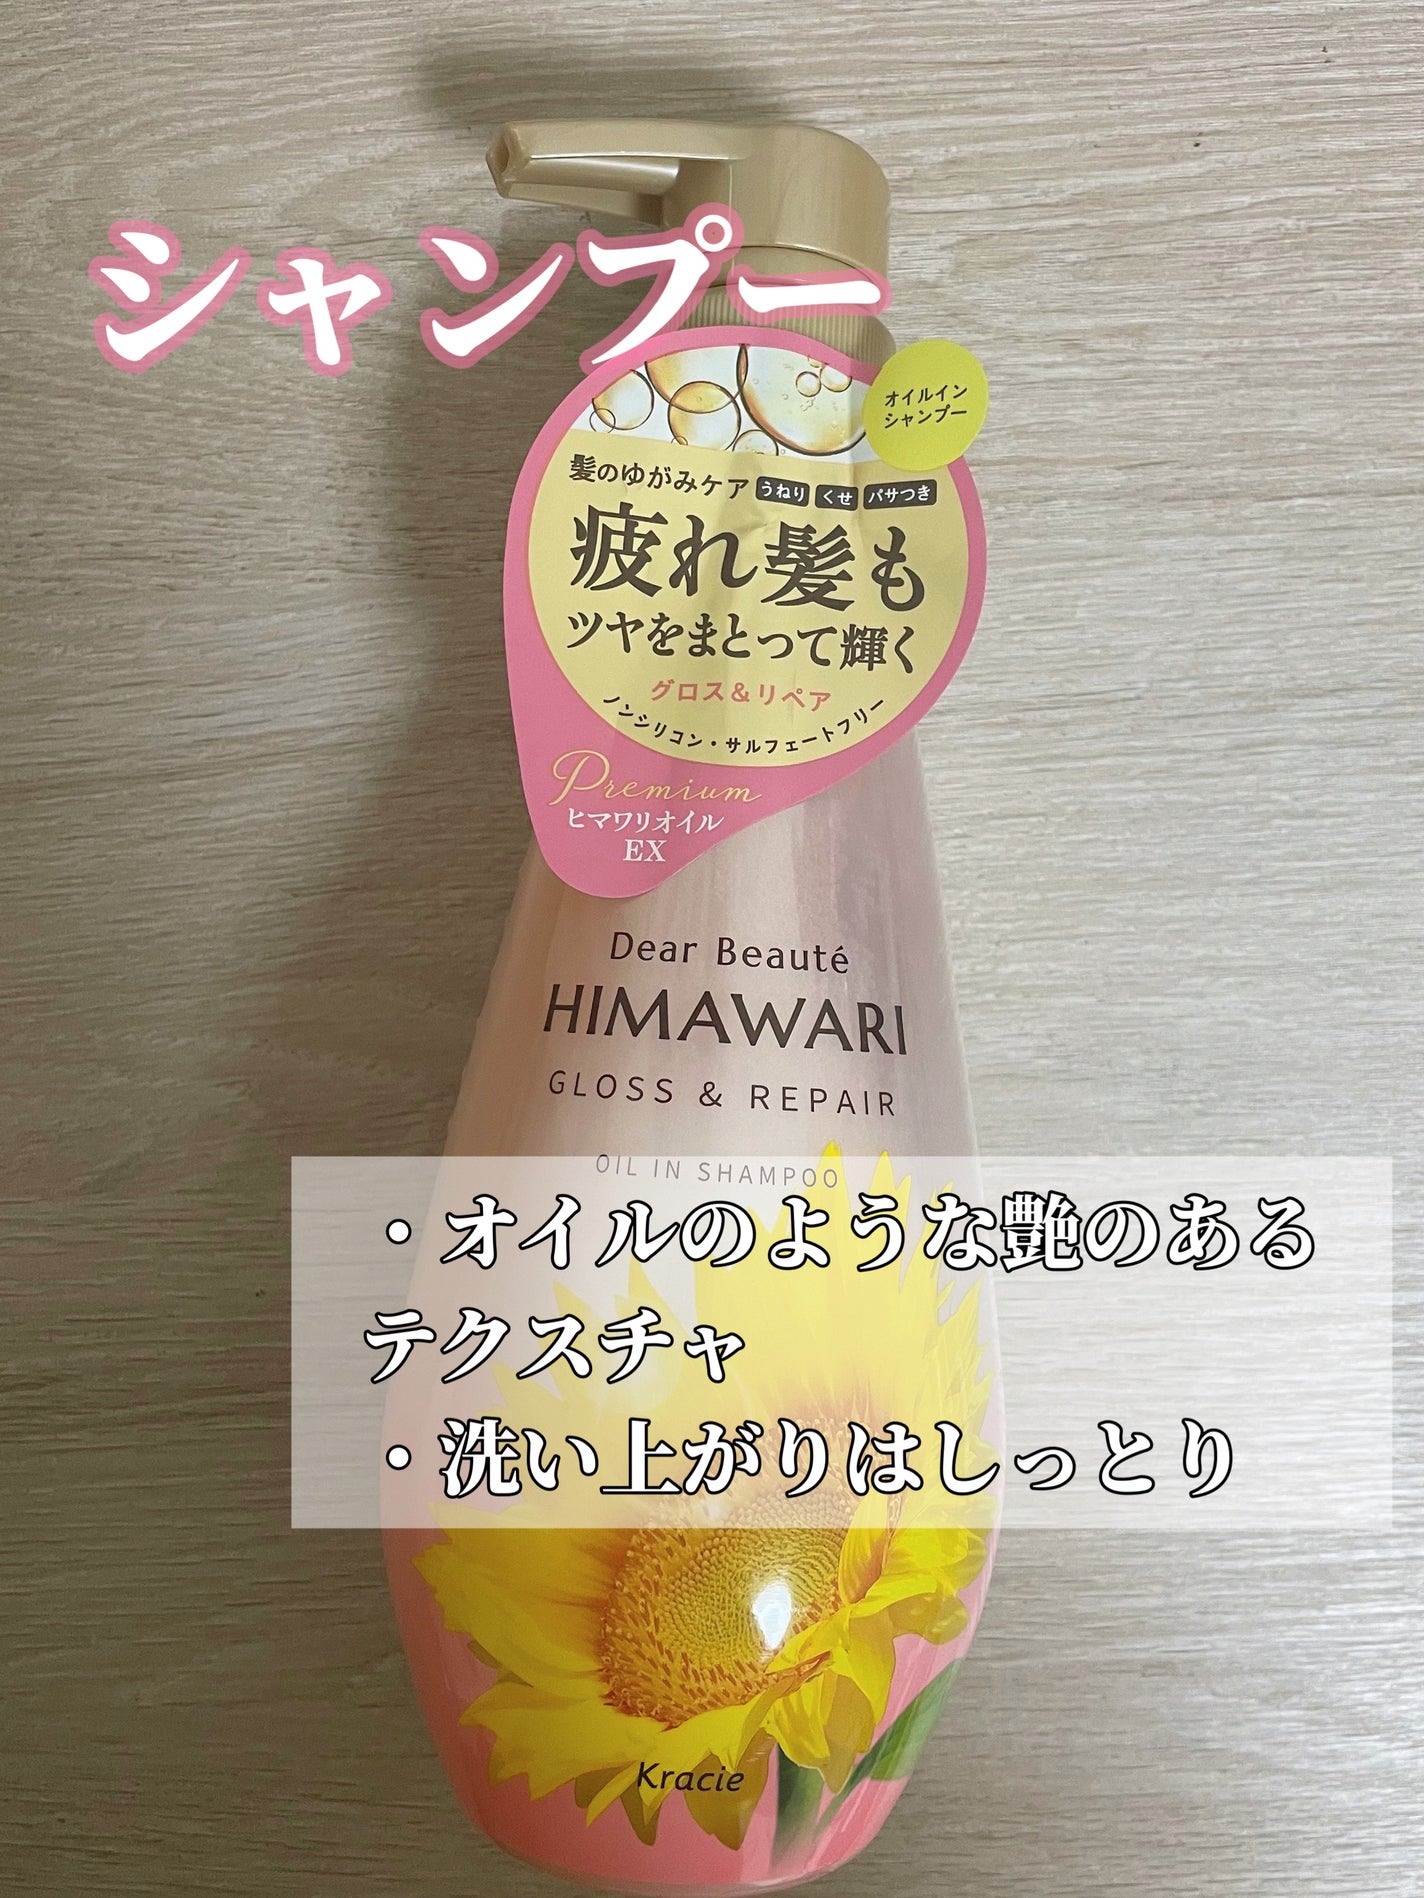 シャンプー
オイルイン
シャンプー
髪のゆがみケア うねり くせ パサつき
疲れ髪も
ツヤをまとって輝く
グロス&リペア
ノンシリコン・サルフェートフリー
Premium
ヒマワリオイル
EX
Dear Beauté
HIMAWARI
GLOSS & REPAIR
OIL IN SHAMPOO
・オイルのような艶のある
テクスチャ
・洗い上がりはしっとり
Kracie